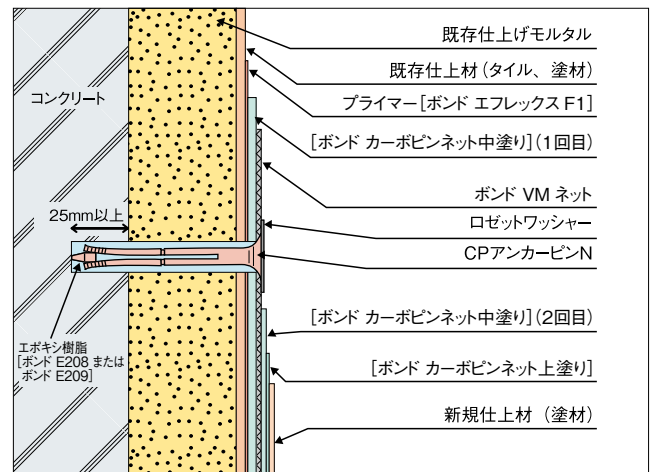 既存仕上げモルタル
既存仕上材(タイル、塗材)
コンクリート
プライマー[ボンド エフレックスF1]
[ボンド カーボピンネット中塗り](1回目)
ボンド VM ネット
25mm以上
ロゼットワッシャー
CPアンカーピンN
[ボンド カーボピンネット中塗り](2回目)
エポキシ樹脂
[ボンド E208 または
ボンド E209]
[ボンド カーボピンネット上塗り]
新規仕上材（塗材）